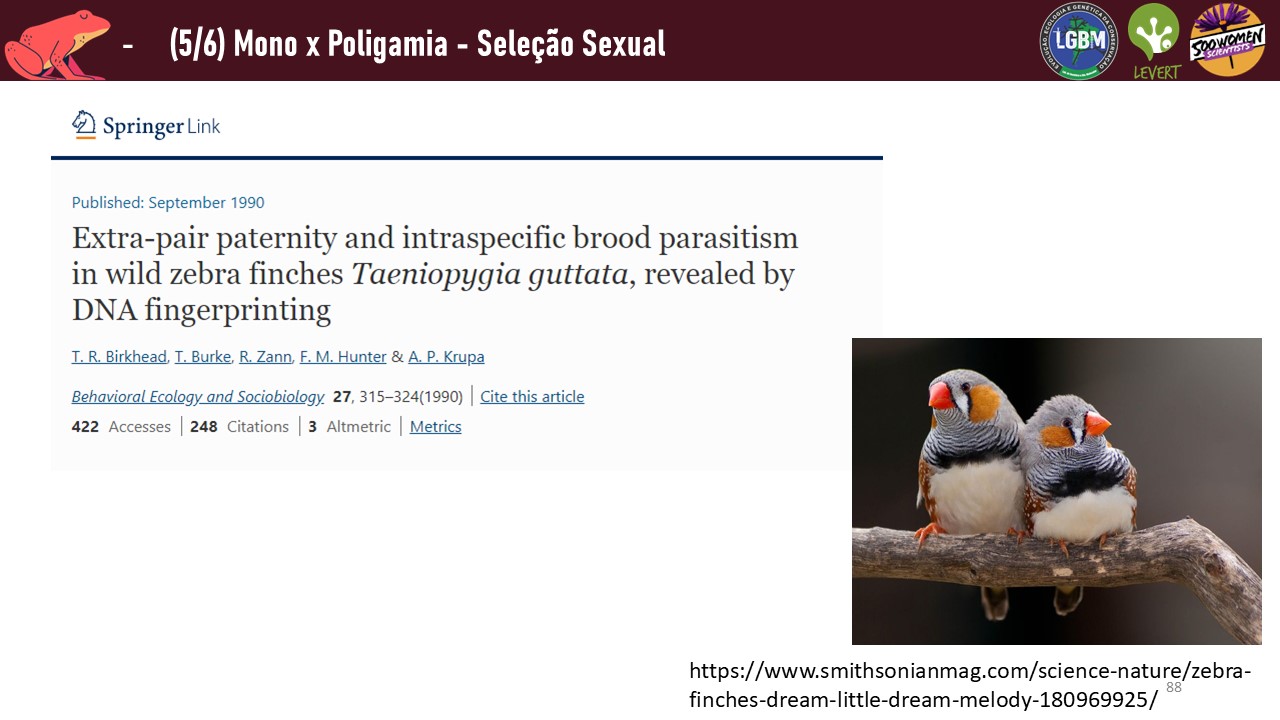 - (5/6) Mono x Poligamia - Seleção Sexual
LGBM
LEVERT
500 WOMEN
SCIENTISTS
Springer Link
Published: September 1990
Extra-pair paternity and intraspecific brood parasitism
in wild zebra finches Taeniopygia guttata, revealed by
DNA fingerprinting
T. R. Birkhead, T. Burke, R. Zann, F. M. Hunter & A. P. Krupa
Behavioral Ecology and Sociobiology 27, 315–324(1990) | Cite this article
422 Accesses | 248 Citations | 3 Altmetric | Metrics
https://www.smithsonianmag.com/science-nature/zebra-
finches-dream-little-dream-melody-180969925/
88